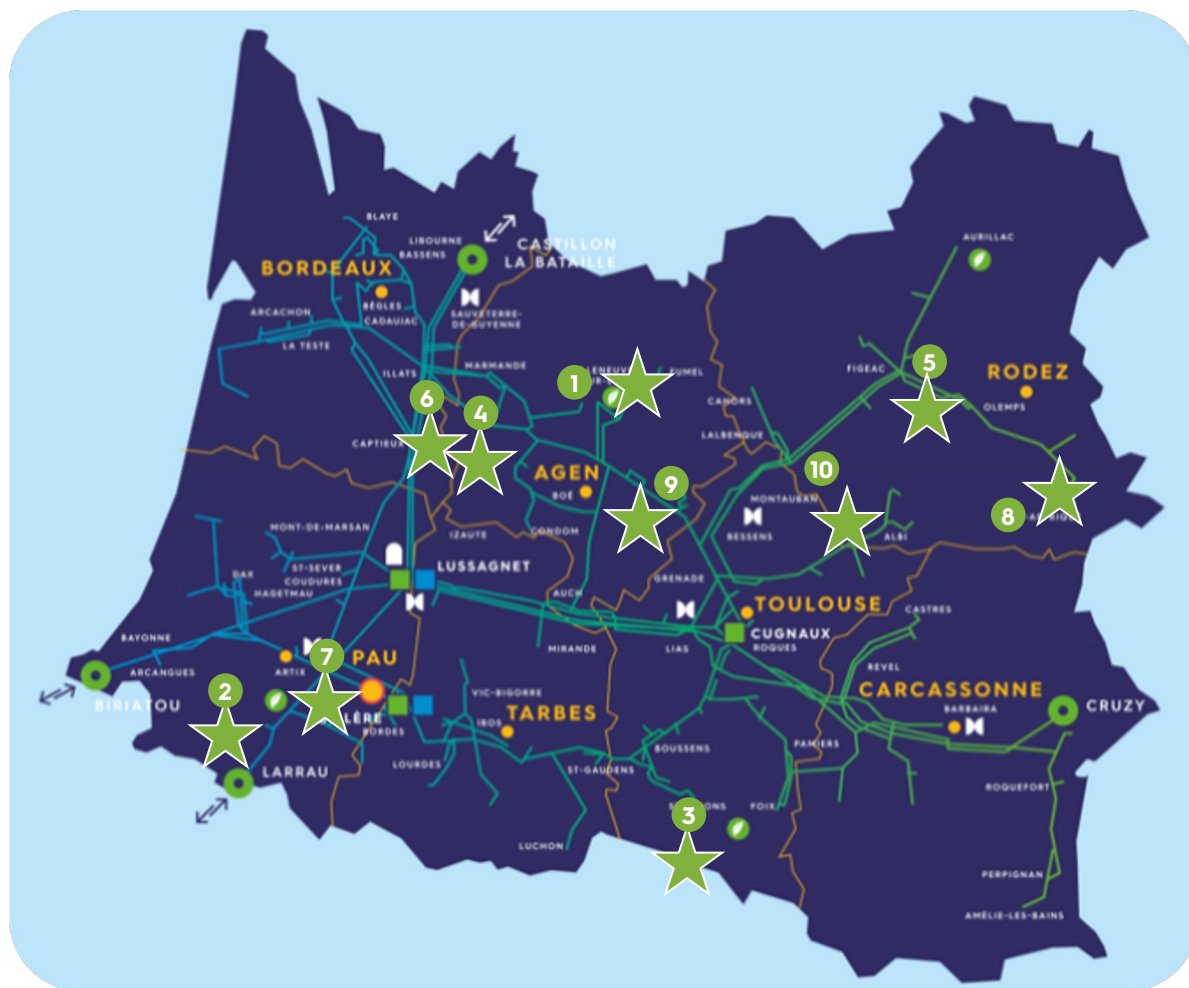 BLAYE
LIBOURNE
BASSENS
CASTILLON
LA BATAILLE
AURILLAC
BORDEAUX
BÈGLES
CADAUJAC
ARCACHON
LA TESTE
SAUVETERRE-
DE-GUYENNE
ILLATS
MARMANDE
1
FUMEL
FIGEAC
5
RODEZ
OLEMPS
CAHORS
LALBENQUE
6
4
CAPTIEUX
AGEN
BOÉ
9
10
MONTAUBAN
BESSENS
8
ALBI
MONT-DE-MARSAN
IZAUTE
CONDOM
ST-SEVER
COUDURES
HAGETMAU
DAX
LUSSAGNET
AUCH
GRENADE
TOULOUSE
CUGNAUX
ROQUES
CASTRES
BAYONNE
ARCANGUES
BIRIATOU
ARTIX
7
PAU
MIRANDE
LIAS
REVEL
CARCASSONNE
BARBAIRA
CRUZY
2
LÈRE
BORDES
VIC-BIGORRE
IBOS
TARBES
LOURDES
LARRAU
BOUSSENS
ST-GAUDENS
PAMIERS
ROQUEFORT
3
FOIX
LUCHON
PERPIGNAN
AMÉLIE-LES-BAINS